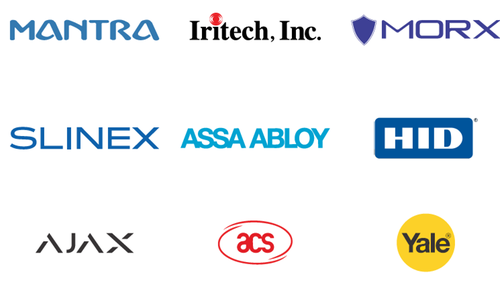 MANTRA
Iritech, Inc.
MORX
SLINEX
ASSA ABLOY
HID®
AJAX
acs
Yale®